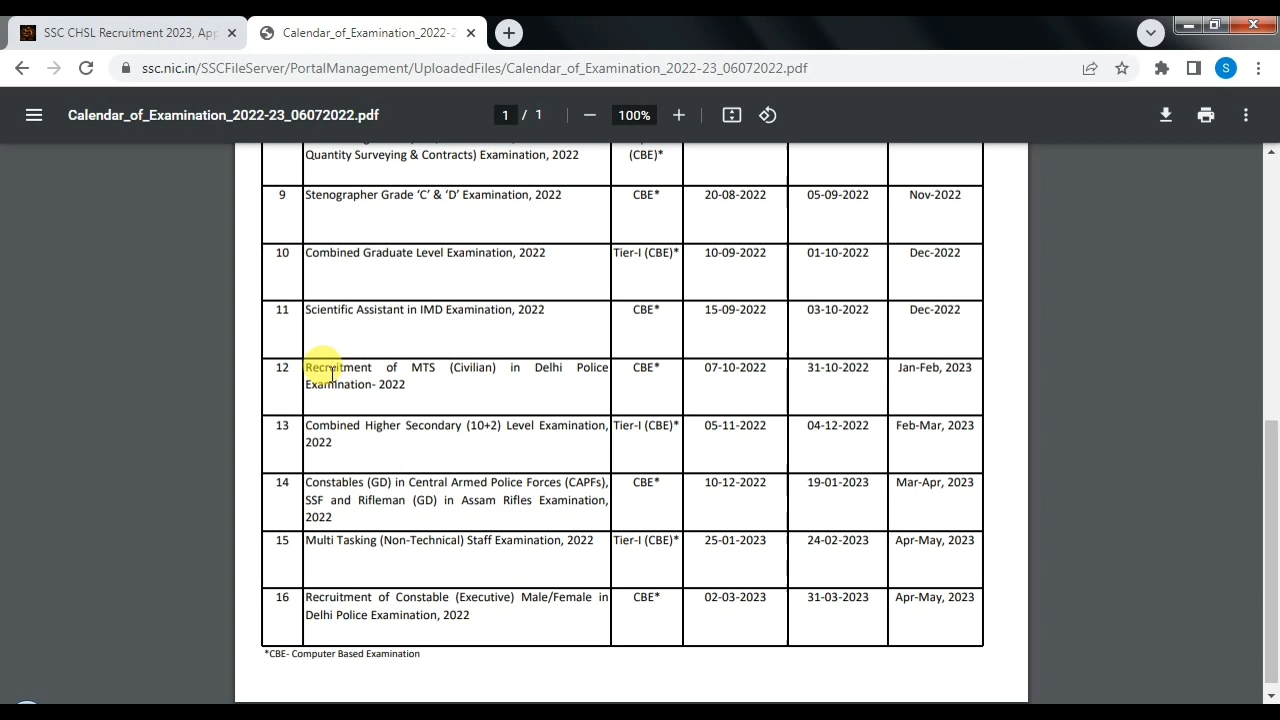 SSC CHSL Recruitment 2023, App
Calendar_of_Examination_2022-2
ssc.nic.in/SSCFileServer/PortalManagement/UploadedFiles/Calendar_of_Examination_2022-23_06072022.pdf
S
Calendar_of_Examination_2022-23_06072022.pdf
1 / 1
100%
Quantity Surveying & Contracts) Examination, 2022 (CBE)*
9 Stenographer Grade ‘C’ & ‘D’ Examination, 2022 CBE* 20-08-2022 05-09-2022 Nov-2022
10 Combined Graduate Level Examination, 2022 Tier-I (CBE)* 10-09-2022 01-10-2022 Dec-2022
11 Scientific Assistant in IMD Examination, 2022 CBE* 15-09-2022 03-10-2022 Dec-2022
12 Recruitment of MTS (Civilian) in Delhi Police CBE* 07-10-2022 31-10-2022 Jan-Feb, 2023
Examination- 2022
13 Combined Higher Secondary (10+2) Level Examination, Tier-I (CBE)* 05-11-2022 04-12-2022 Feb-Mar, 2023
2022
14 Constables (GD) in Central Armed Police Forces (CAPFs), CBE* 10-12-2022 19-01-2023 Mar-Apr, 2023
SSF and Rifleman (GD) in Assam Rifles Examination,
2022
15 Multi Tasking (Non-Technical) Staff Examination, 2022 Tier-I (CBE)* 25-01-2023 24-02-2023 Apr-May, 2023
16 Recruitment of Constable (Executive) Male/Female in CBE* 02-03-2023 31-03-2023 Apr-May, 2023
Delhi Police Examination, 2022
*CBE- Computer Based Examination